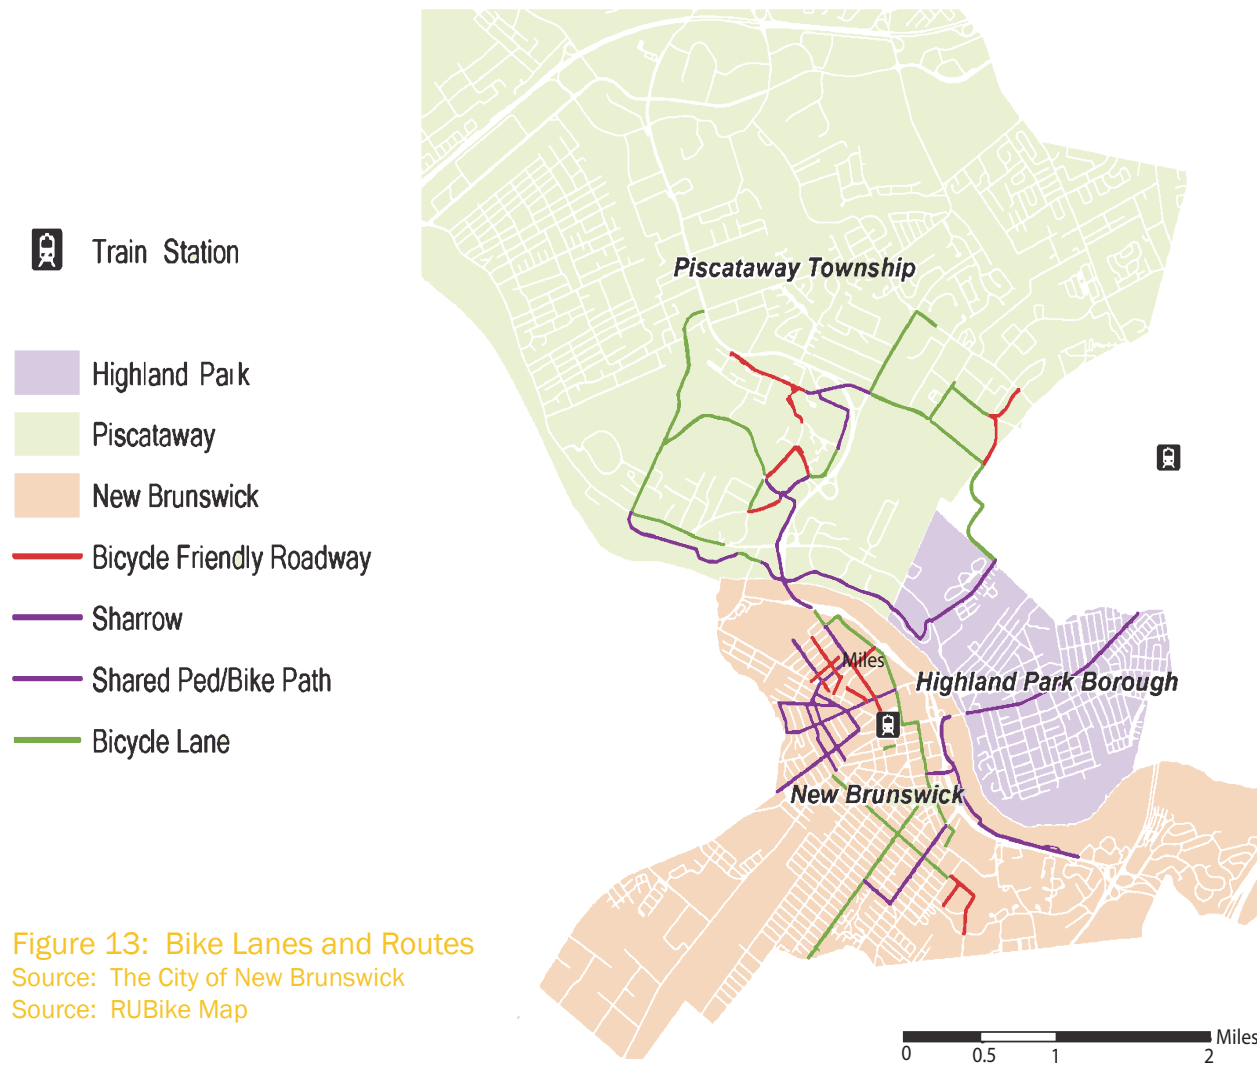 Train Station
Highland Park
Piscataway
New Brunswick
Bicycle Friendly Roadway
Sharrow
Shared Ped/Bike Path
Bicycle Lane
Piscataway Township
Miles
Highland Park Borough
New Brunswick
Figure 13: Bike Lanes and Routes
Source: The City of New Brunswick
Source: RUBike Map
Miles
0 0.5 1 2